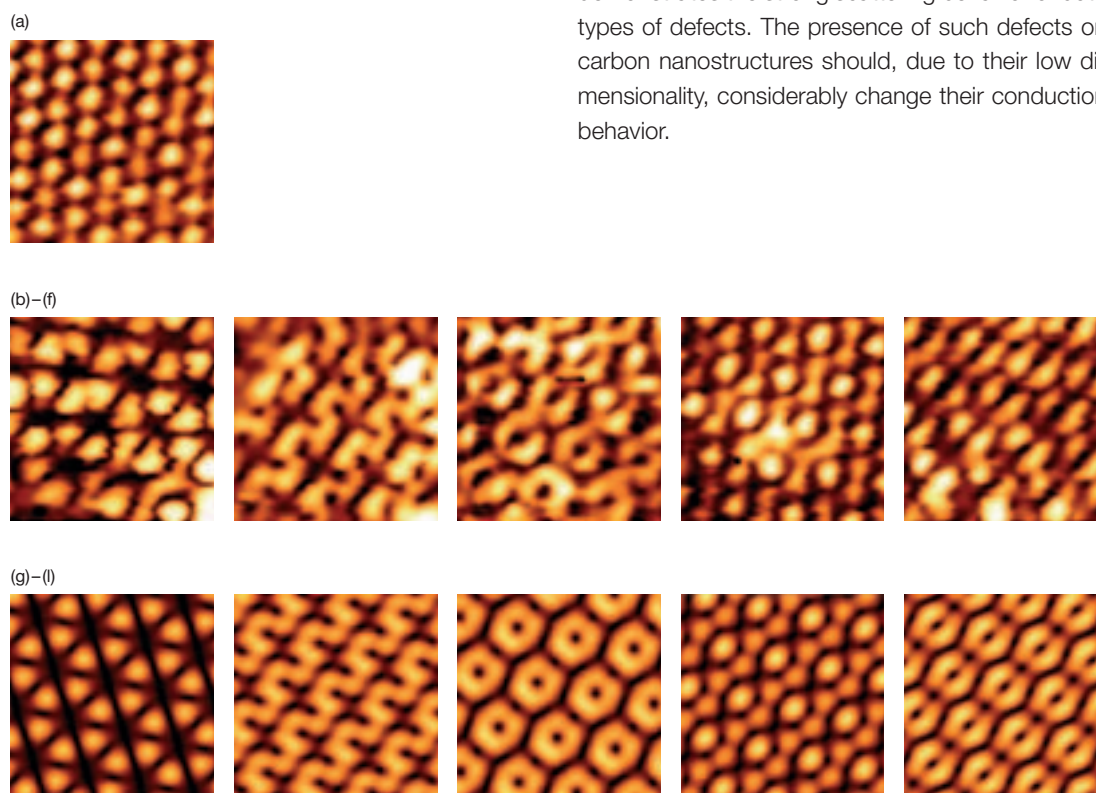 (a)
types of defects. The presence of such defects on
carbon nanostructures should, due to their low di-
mensionality, considerably change their conduction
behavior.
(b)–(f)
(g)–(l)